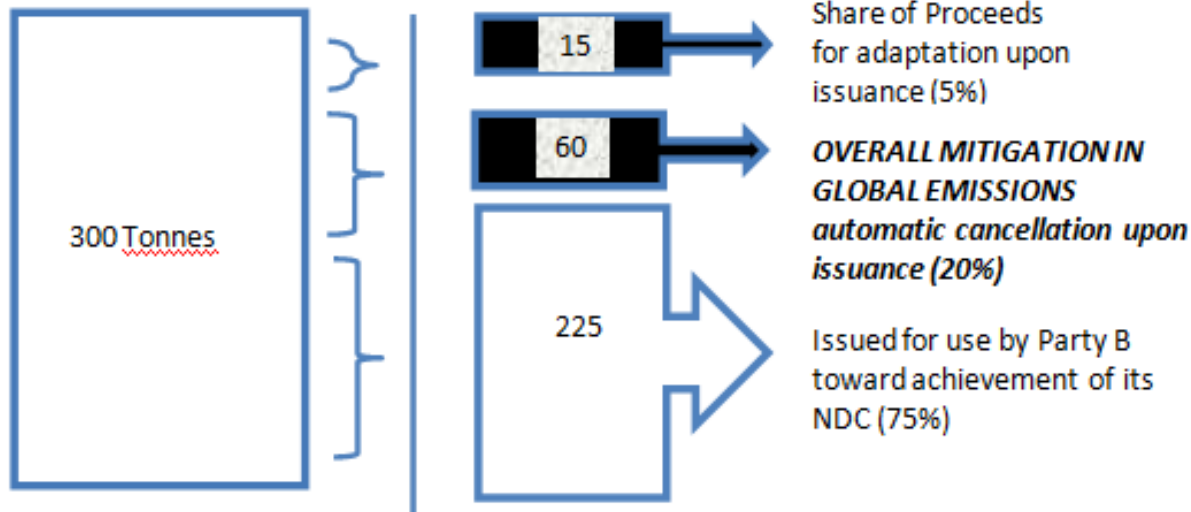 300 Tonnes
15
Share of Proceeds
for adaptation upon
issuance (5%)
60
OVERALL MITIGATION IN
GLOBAL EMISSIONS
automatic cancellation upon
issuance (20%)
225
Issued for use by Party B
toward achievement of its
NDC (75%)